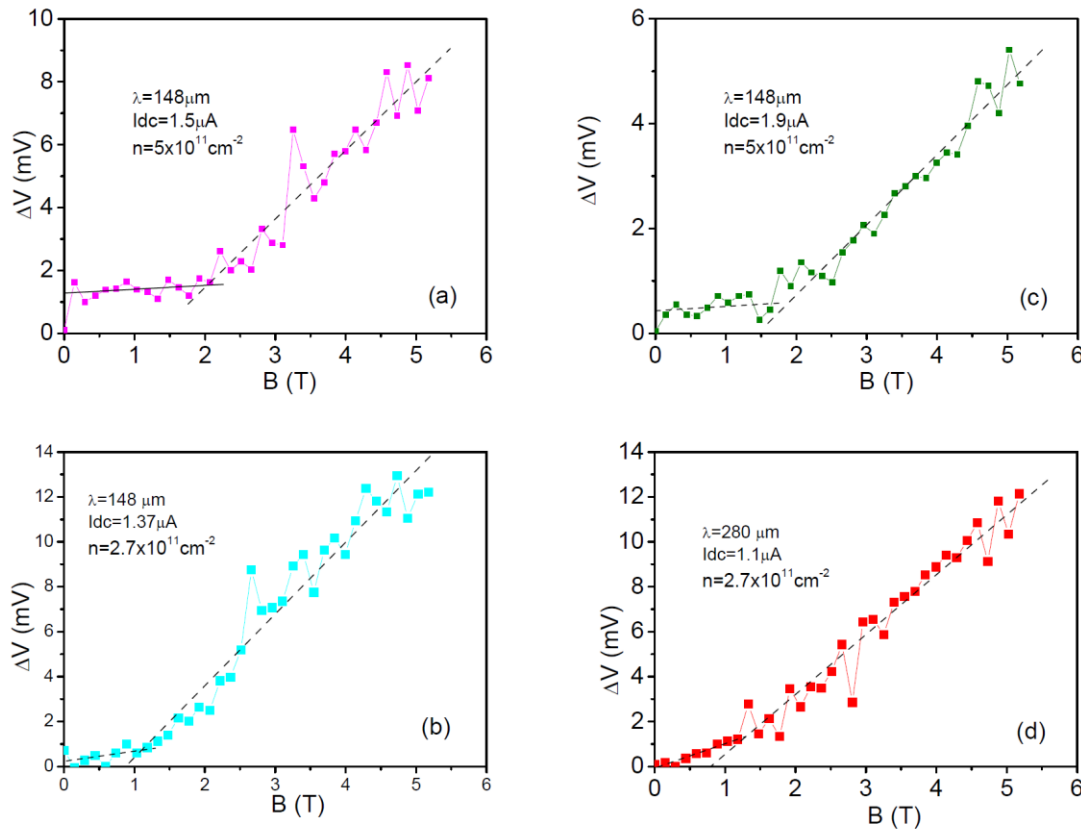 10
8
6
4
2
0
ΔV (mV)
λ=148μm
Idc=1.5μA
n=5x10¹¹cm⁻²
(a)
0 1 2 3 4 5 6
B (T)
6
4
2
0
ΔV (mV)
λ=148μm
Idc=1.9μA
n=5x10¹¹cm⁻²
(c)
0 1 2 3 4 5 6
B (T)
14
12
10
8
6
4
2
0
ΔV (mV)
λ=148 μm
Idc=1.37μA
n=2.7x10¹¹cm⁻²
(b)
0 1 2 3 4 5 6
B (T)
14
12
10
8
6
4
2
0
ΔV (mV)
λ=280 μm
Idc=1.1μA
n=2.7x10¹¹cm⁻²
(d)
0 1 2 3 4 5 6
B (T)